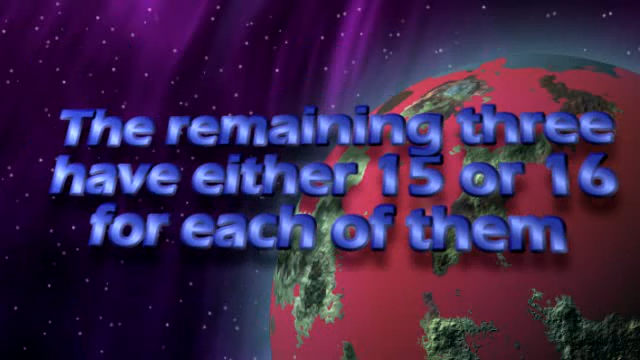 The remaining three
have either 15 or 16
for each of them